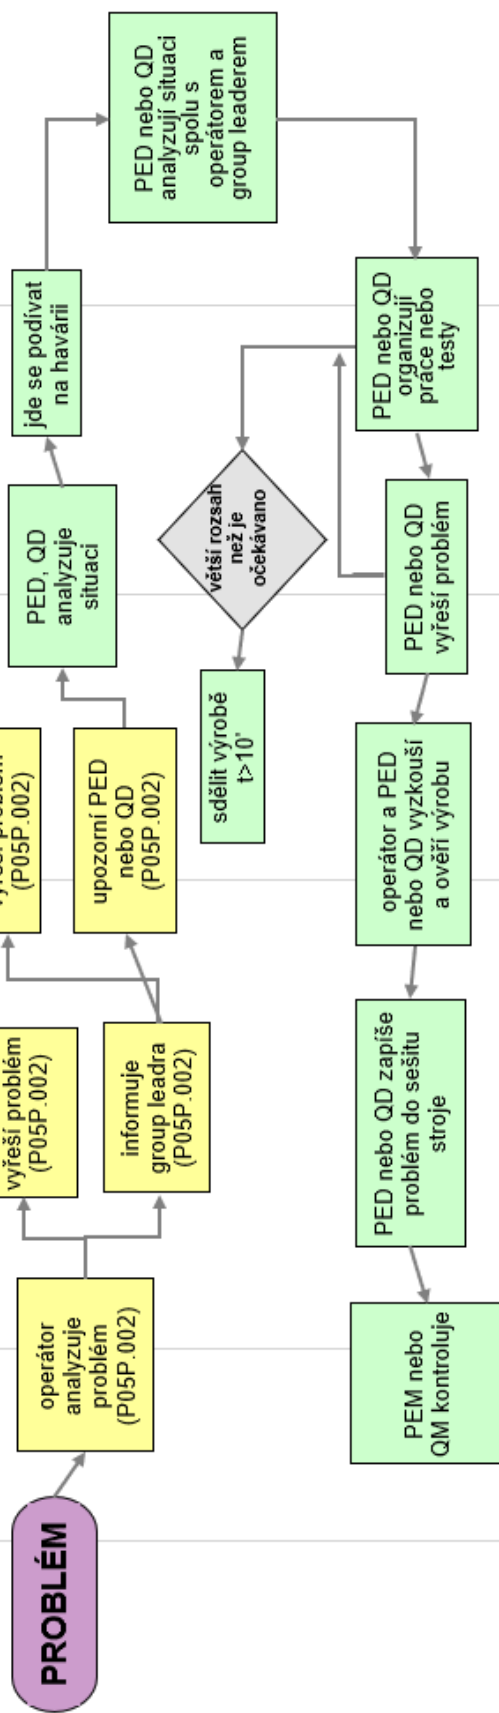 PROBLÉM
operátor
analyzuje
problém
(P05P.002)
vyřeší problém
(P05P.002)
informuje
group leadra
(P05P.002)
(P05P.002)
upozorní PED
nebo QD
(P05P.002)
PED, QD
analyzuje
situaci
jde se podívat
na havárii
PED nebo QD
analyzují situaci
spolu s
operátorem a
group leaderem
PED nebo QD
organizují
práce nebo
testy
větší rozsah
než je
očekávano
sdělit výrobě
t>10'
PED nebo QD
vyřeší problém
operátor a PED
nebo QD vyzkouší
a ověří výrobu
PED nebo QD zapíše
problém do sešitu
stroje
PEM nebo
QM kontroluje